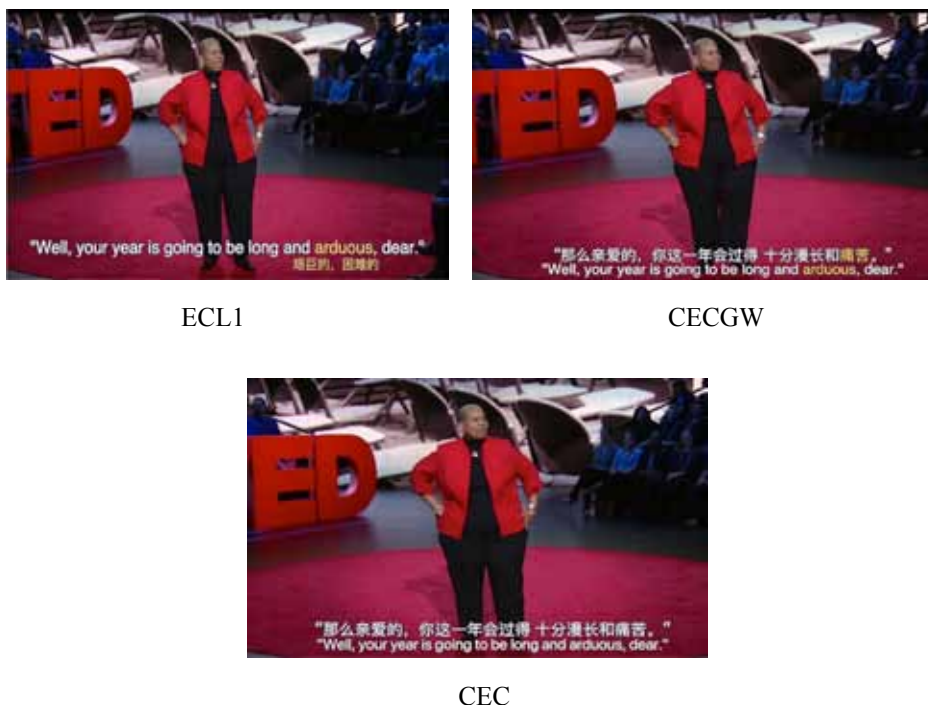 TED
"Well, your year is going to be long and arduous, dear."
艰巨的，困难的
ECL1
TED
"那么亲爱的，你这一年会过得 十分漫长和痛苦。"
"Well, your year is going to be long and arduous, dear."
CECGW
TED
"那么亲爱的，你这一年会过得 十分漫长和痛苦。"
"Well, your year is going to be long and arduous, dear."
CEC